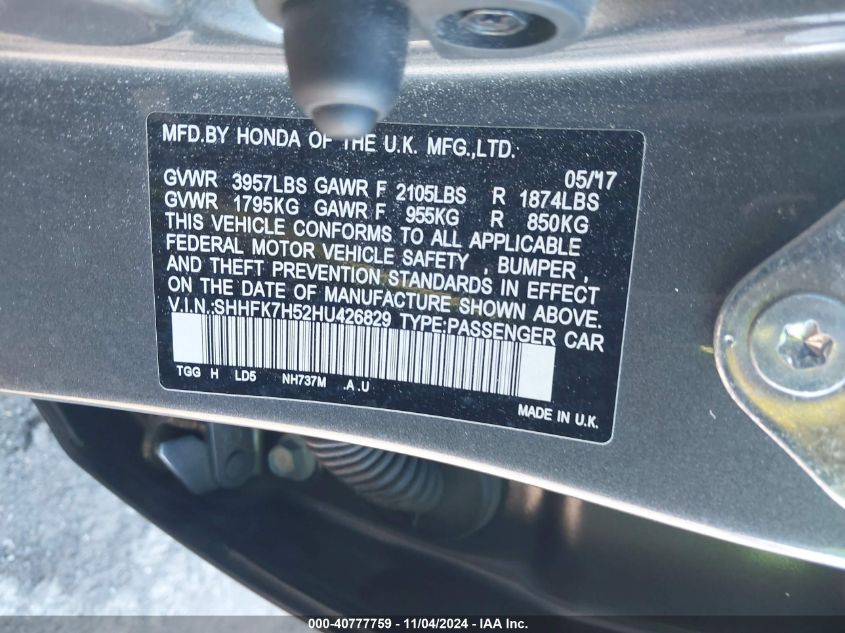 MFD.BY HONDA OF THE U.K. MFG.,LTD.
05/17
GVWR 3957LBS GAWR F 2105LBS R 1874LBS
GVWR 1795KG GAWR F 955KG R 850KG
THIS VEHICLE CONFORMS TO ALL APPLICABLE
FEDERAL MOTOR VEHICLE SAFETY , BUMPER ,
AND THEFT PREVENTION STANDARDS IN EFFECT
ON THE DATE OF MANUFACTURE SHOWN ABOVE.
V.I.N.:SHHFK7H52HU426829 TYPE:PASSENGER CAR
TGG H LD5 NH737M .A .U
MADE IN U.K.
000-40777759 - 11/04/2024 - IAA Inc.